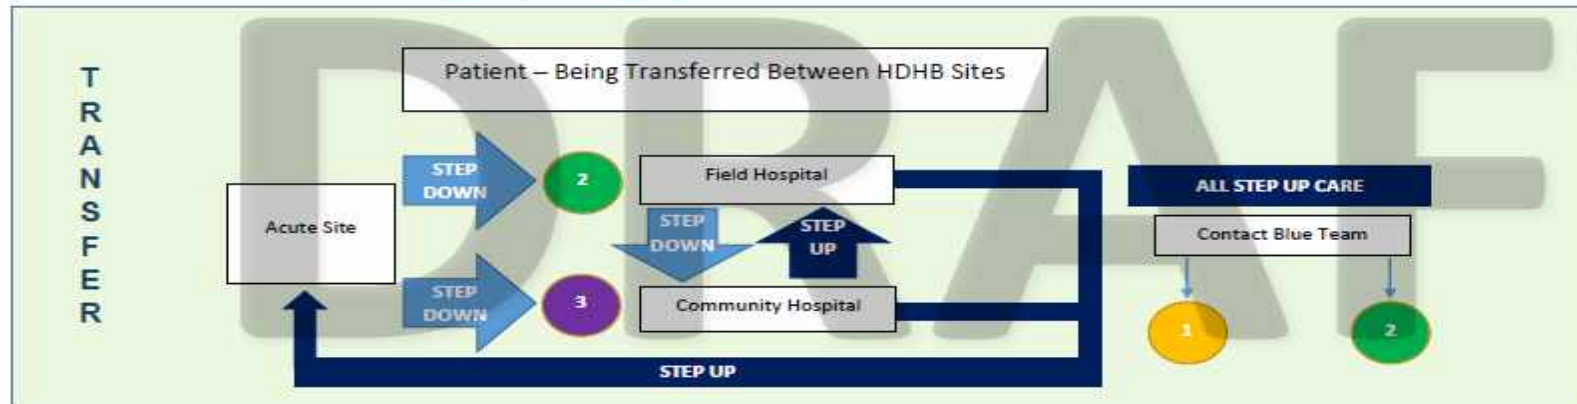 TRANSFER
Patient – Being Transferred Between HDHB Sites
STEP
DOWN
2
Field Hospital
Acute Site
STEP
DOWN
STEP
UP
STEP
DOWN
3
Community Hospital
STEP UP
ALL STEP UP CARE
Contact Blue Team
1
2
DRAF